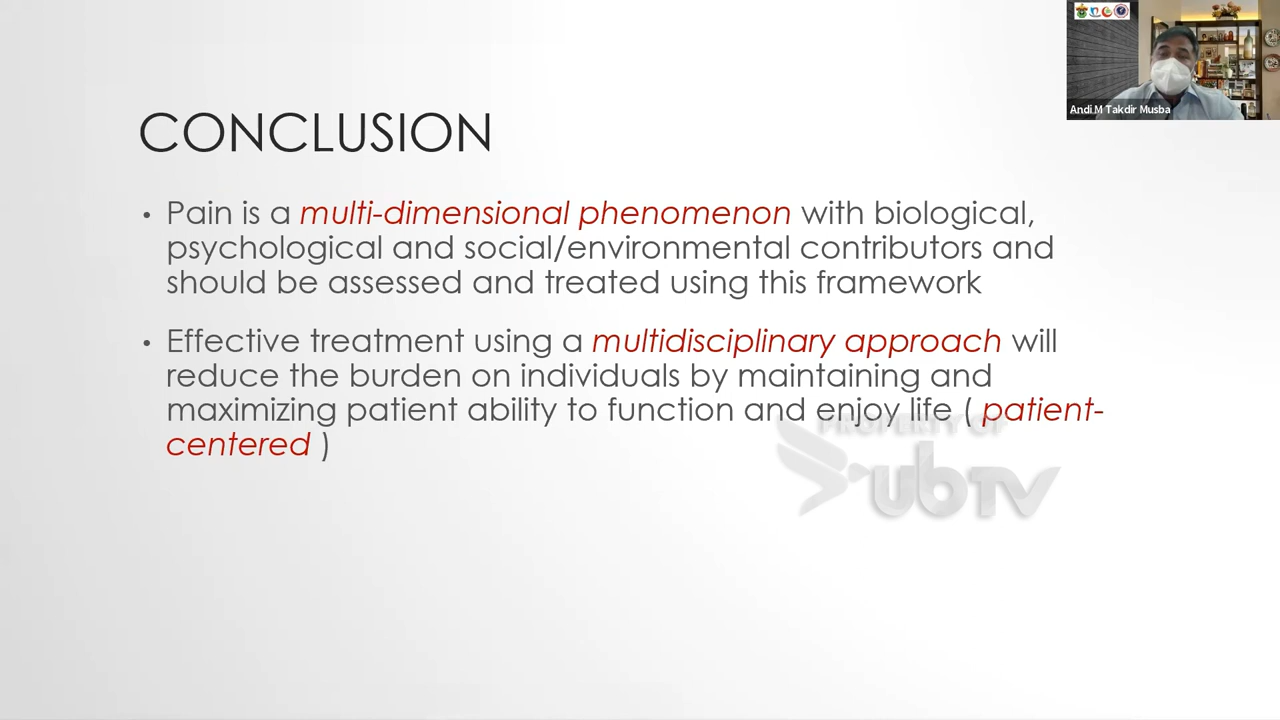 CONCLUSION
• Pain is a multi-dimensional phenomenon with biological,
psychological and social/environmental contributors and
should be assessed and treated using this framework
• Effective treatment using a multidisciplinary approach will
reduce the burden on individuals by maintaining and
maximizing patient ability to function and enjoy life ( patient-
centered )
PROPERTY OF
UBTV
Andi M Takdir Musba